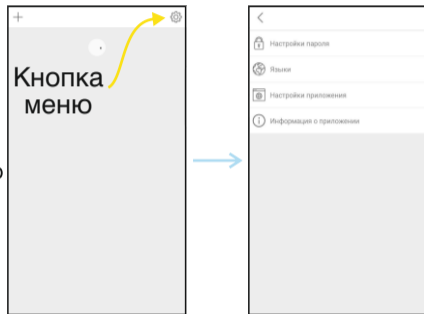 Кнопка
меню
Настройки пароля
Языки
Настройки приложения
Информация о приложении